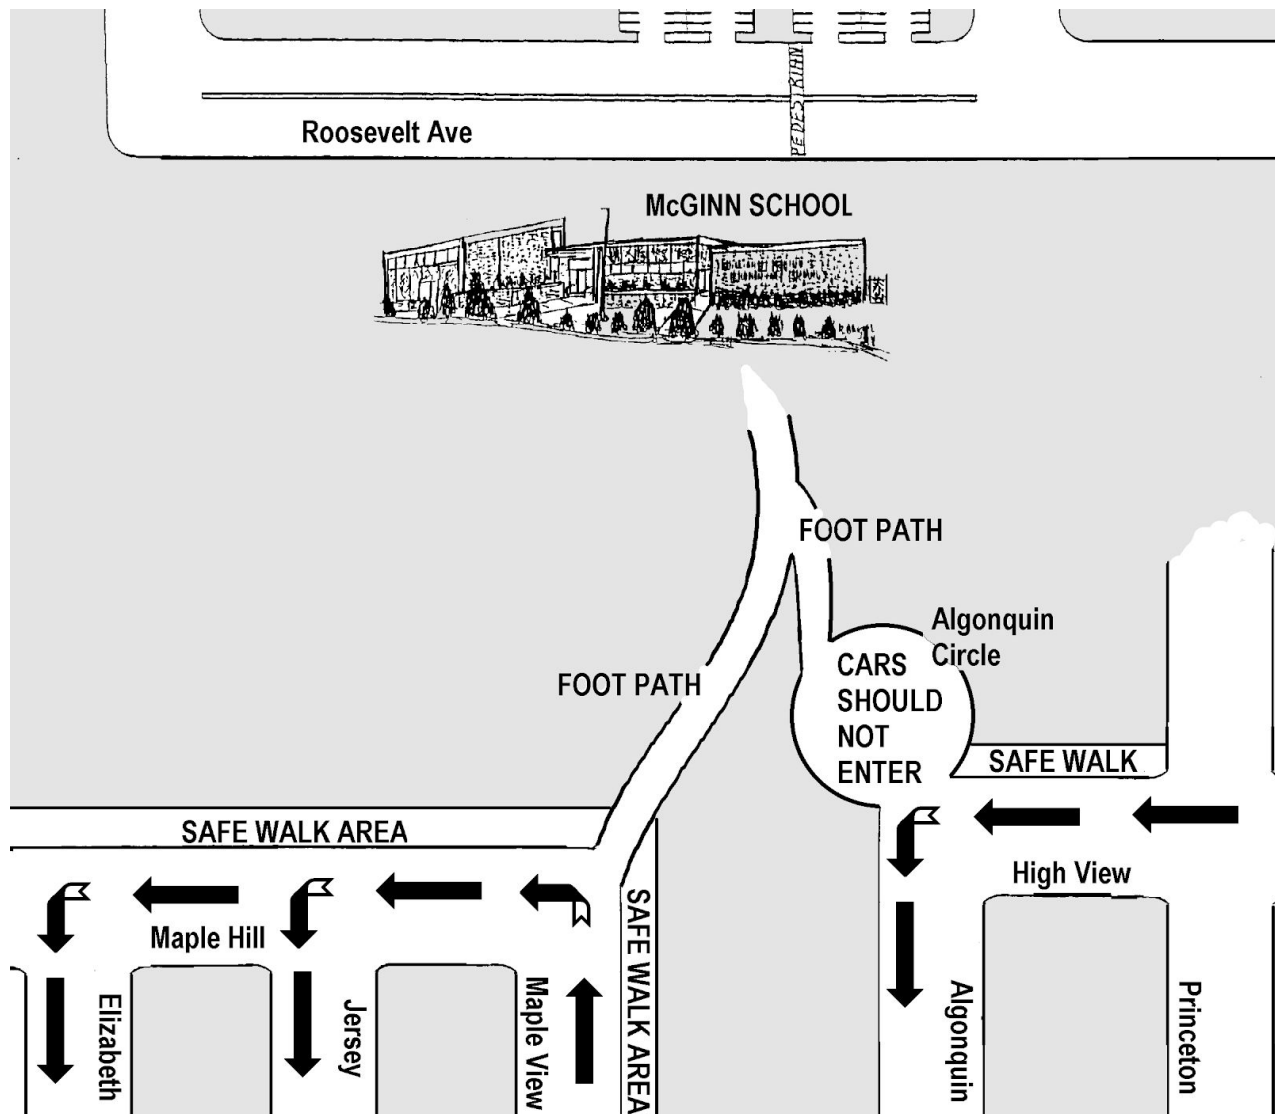 PEDESTRIAN
Roosevelt Ave
McGINN SCHOOL
FOOT PATH
Algonquin
Circle
FOOT PATH
CARS
SHOULD
NOT
ENTER
SAFE WALK
SAFE WALK AREA
High View
Maple Hill
SAFE WALK AREA
Elizabeth
Jersey
Maple View
Algonquin
Princeton